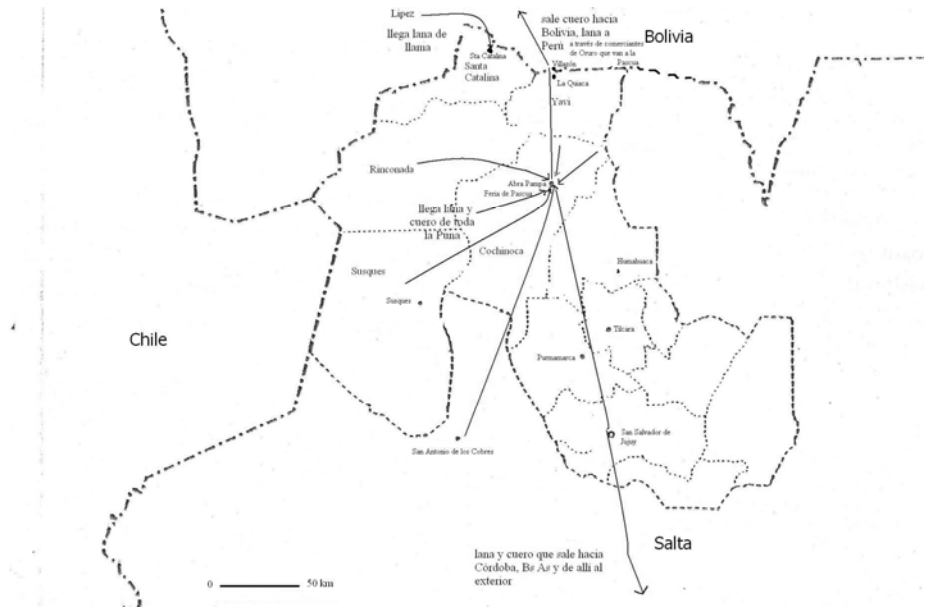 Lipez
llega lana de
llama
Sta Catalina
Santa
Catalina
sale cuero hacia
Bolivia, lana a
Perú a través de comerciantes
de Oruro que van a la
Pascua
Bolivia
Villazón
La Quiaca
Yavi
Rinconada
Abra Pampa
Feria de Pascua
llega lana y
cuero de toda
la Puna
Cochinoca
Susques
Susques
Humahuaca
Chile
Tilcara
Purmamarca
San Salvador de
Jujuy
San Antonio de los Cobres
Salta
lana y cuero que sale hacia
Córdoba, Bs As y de allí al
exterior
0 50 km